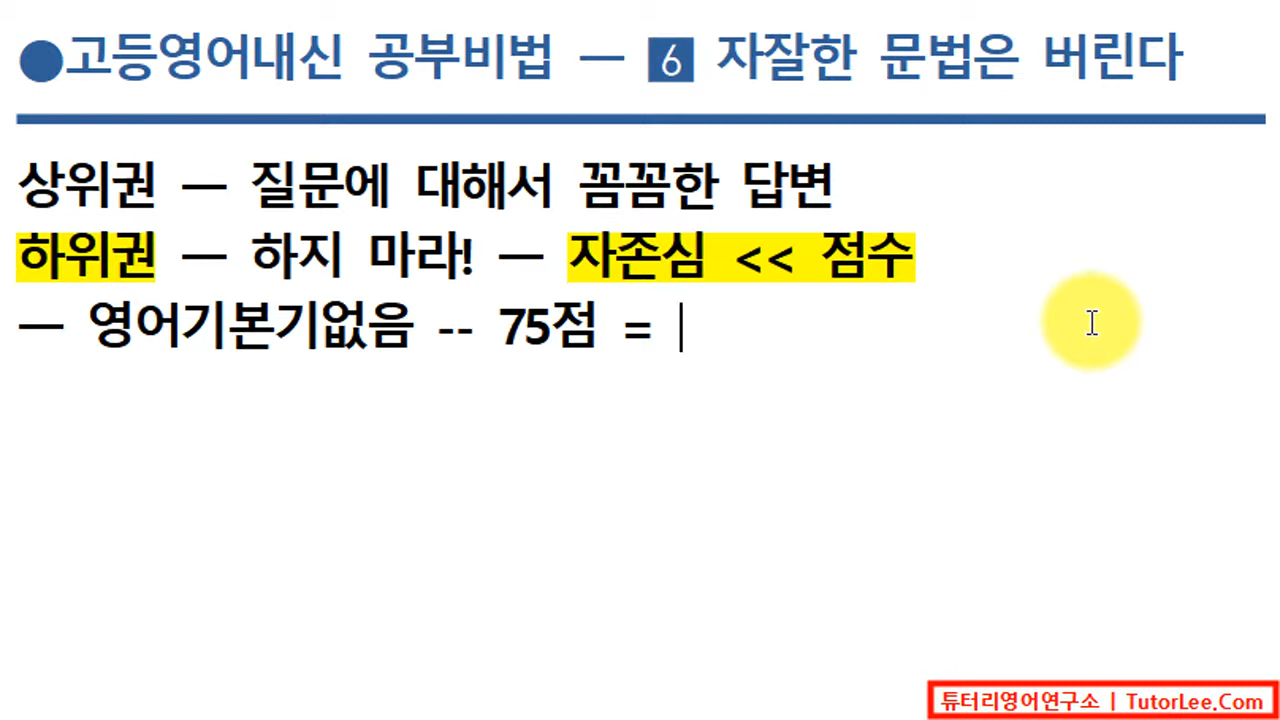 ●고등영어내신 공부비법 — 6 자잘한 문법은 버린다
상위권 — 질문에 대해서 꼼꼼한 답변
하위권 — 하지 마라! — 자존심 << 점수
— 영어기본기없음 -- 75점 =
튜터리영어연구소 | TutorLee.Com